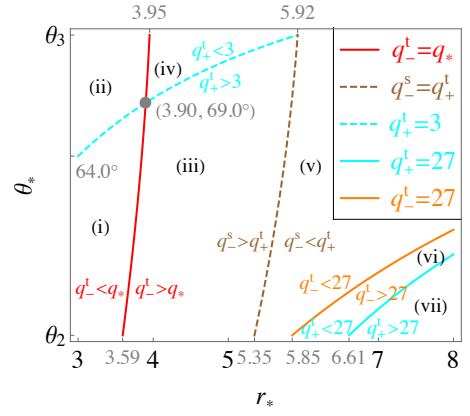 3.95 5.92
θ₃
q₋ᵗ=q⁎
q₋ˢ=q₊ᵗ
q₊ᵗ=3
q₊ᵗ=27
q₋ᵗ=27
(iv)
q₊ᵗ<3
q₊ᵗ>3
(ii)
(3.90, 69.0°)
64.0°
(iii)
(v)
θ⁎
(i)
q₋ˢ>q₊ᵗ q₋ˢ<q₊ᵗ
(vi)
q₋ᵗ<q⁎ q₋ᵗ>q⁎
q₋ᵗ<27 q₋ᵗ>27
(vii)
q₊ᵗ<27 q₊ᵗ>27
θ₂
3 4 5 7 8
3.59 5.35 5.85 6.61
r⁎